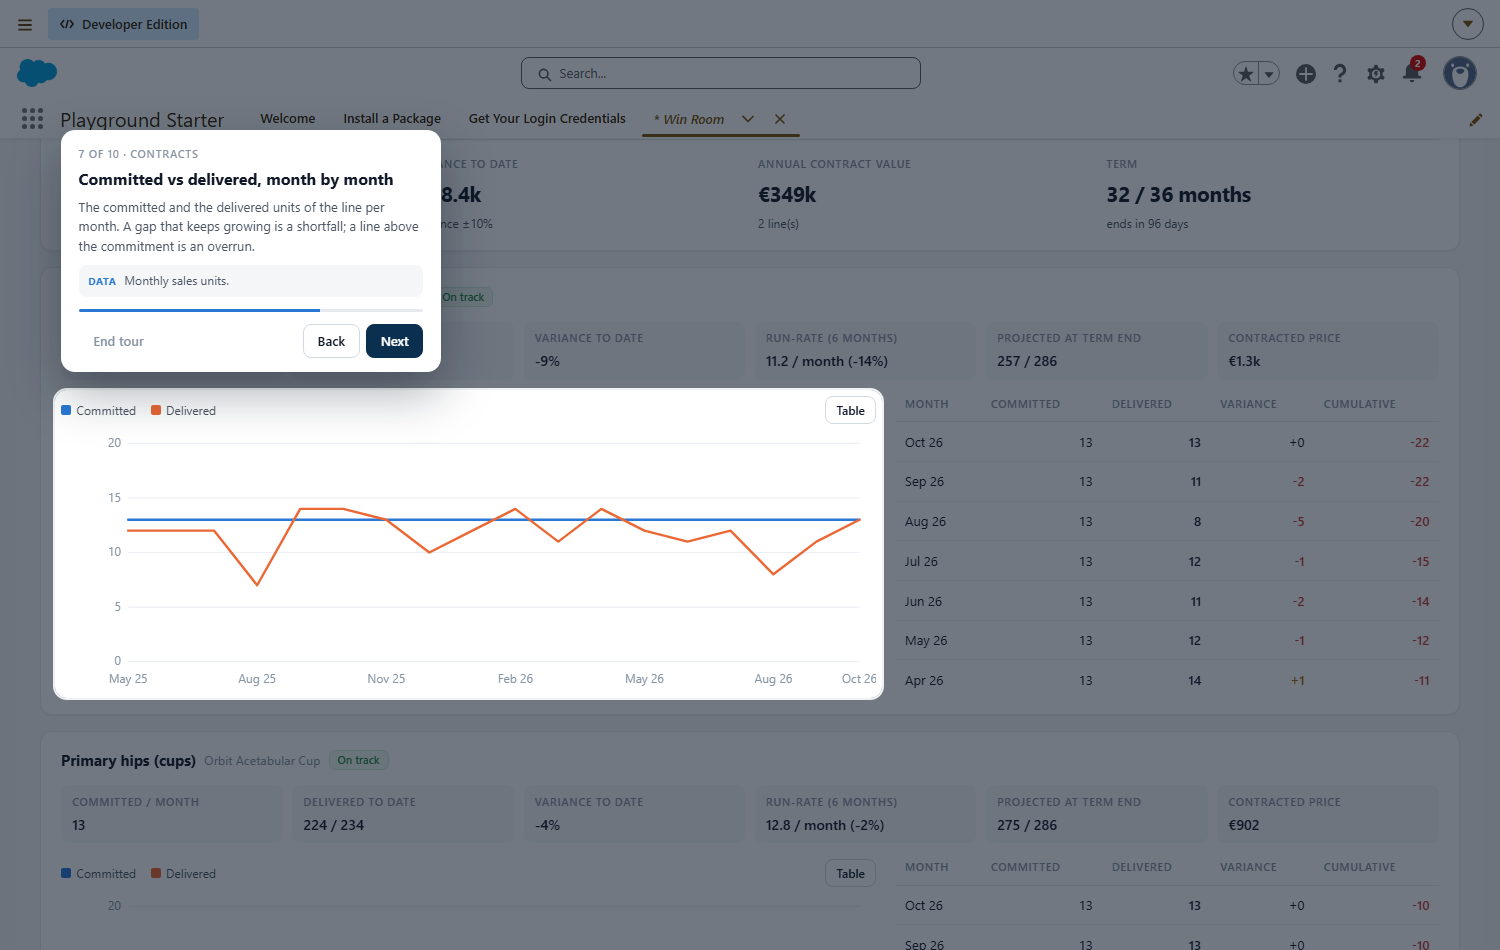 Developer Edition
Search...
2
Playground Starter
Welcome
Install a Package
Get Your Login Credentials
* Win Room
7 OF 10 · CONTRACTS
Committed vs delivered, month by month
The committed and the delivered units of the line per
month. A gap that keeps growing is a shortfall; a line above
the commitment is an overrun.
DATA Monthly sales units.
End tour
Back
Next
TO DATE
8.4k
±10%
ANNUAL CONTRACT VALUE
€349k
2 line(s)
TERM
32 / 36 months
ends in 96 days
On track
VARIANCE TO DATE
-9%
RUN-RATE (6 MONTHS)
11.2 / month (-14%)
PROJECTED AT TERM END
257 / 286
CONTRACTED PRICE
€1.3k
Committed Delivered
Table
20
15
10
5
0
May 25 Aug 25 Nov 25 Feb 26 May 26 Aug 26 Oct 26
MONTH COMMITTED DELIVERED VARIANCE CUMULATIVE
Oct 26 13 13 +0 -22
Sep 26 13 11 -2 -22
Aug 26 13 8 -5 -20
Jul 26 13 12 -1 -15
Jun 26 13 11 -2 -14
May 26 13 12 -1 -12
Apr 26 13 14 +1 -11
Primary hips (cups) Orbit Acetabular Cup On track
COMMITTED / MONTH
13
DELIVERED TO DATE
224 / 234
VARIANCE TO DATE
-4%
RUN-RATE (6 MONTHS)
12.8 / month (-2%)
PROJECTED AT TERM END
275 / 286
CONTRACTED PRICE
€902
Committed Delivered
Table
20
MONTH COMMITTED DELIVERED VARIANCE CUMULATIVE
Oct 26 13 13 +0 -10
Sep 26 13 13 +0 -10